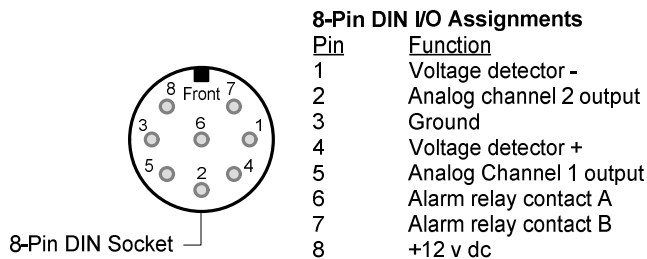 8-Pin DIN I/O Assignments
Pin Function
1 Voltage detector -
2 Analog channel 2 output
3 Ground
4 Voltage detector +
5 Analog Channel 1 output
6 Alarm relay contact A
7 Alarm relay contact B
8 +12 v dc
8 Front 7
3 6 1
5 2 4
8-Pin DIN Socket